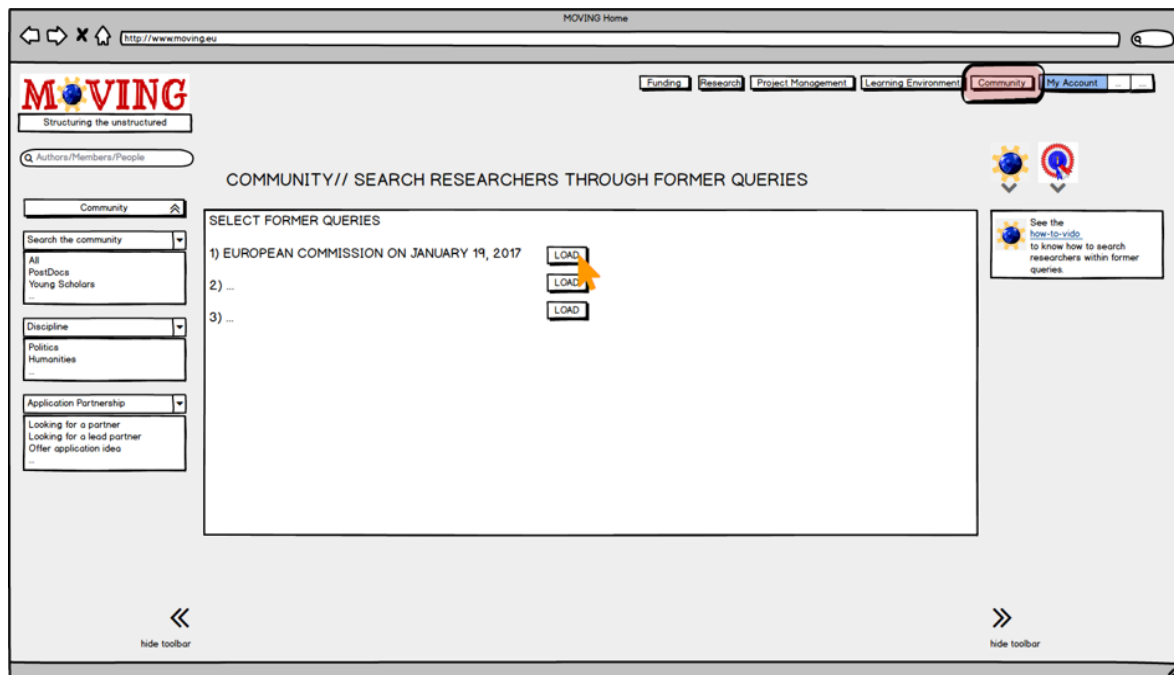 MOVING Home
http://www.moving.eu
MOVING
Structuring the unstructured
Funding
Research
Project Management
Learning Environment
Community
My Account
...
...
Authors/Members/People
COMMUNITY// SEARCH RESEARCHERS THROUGH FORMER QUERIES
Community
Search the community
All
PostDocs
Young Scholars
...
Discipline
Politics
Humanities
...
Application Partnership
Looking for a partner
Looking for a lead partner
Offer application idea
...
SELECT FORMER QUERIES
1) EUROPEAN COMMISSION ON JANUARY 19, 2017 LOAD
2) ... LOAD
3) ... LOAD
See the
how-to-vido
to know how to search
researchers within former
queries.
hide toolbar
hide toolbar